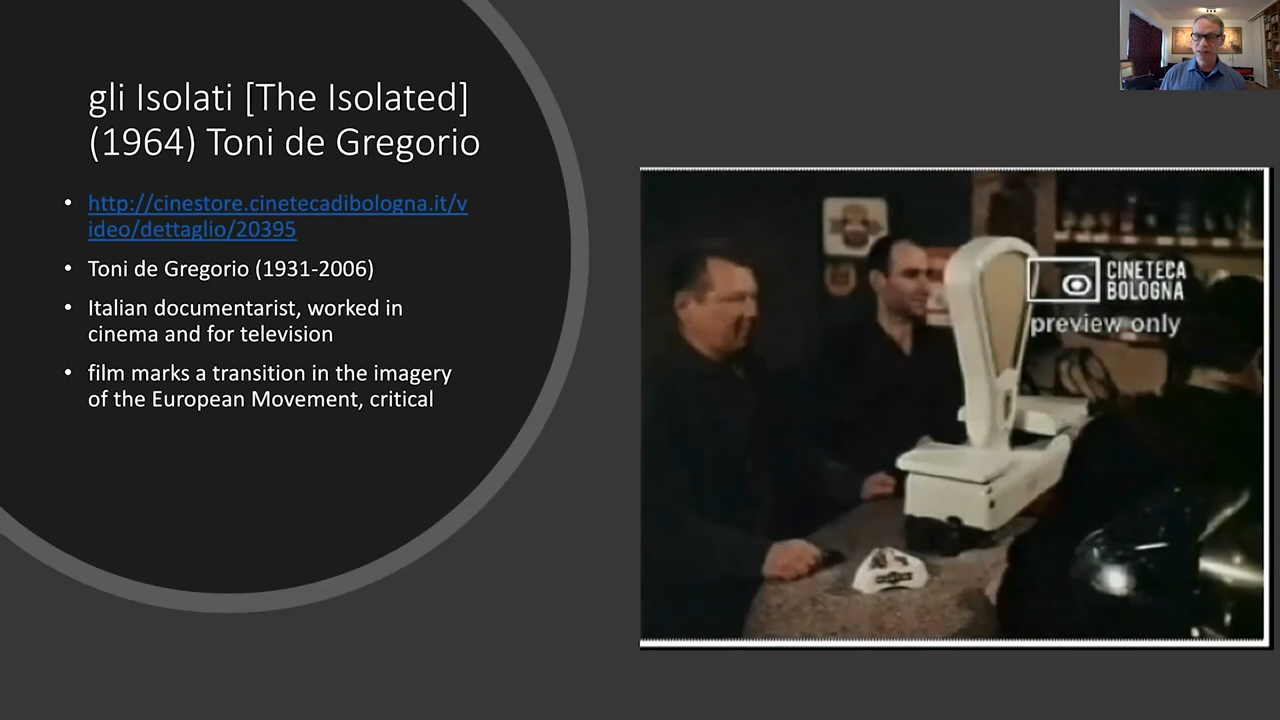 gli Isolati [The Isolated]
(1964) Toni de Gregorio
• http://cinestore.cinetecadibologna.it/v
ideo/dettaglio/20395
• Toni de Gregorio (1931-2006)
• Italian documentarist, worked in
cinema and for television
• film marks a transition in the imagery
of the European Movement, critical
CINETECA
BOLOGNA
preview only